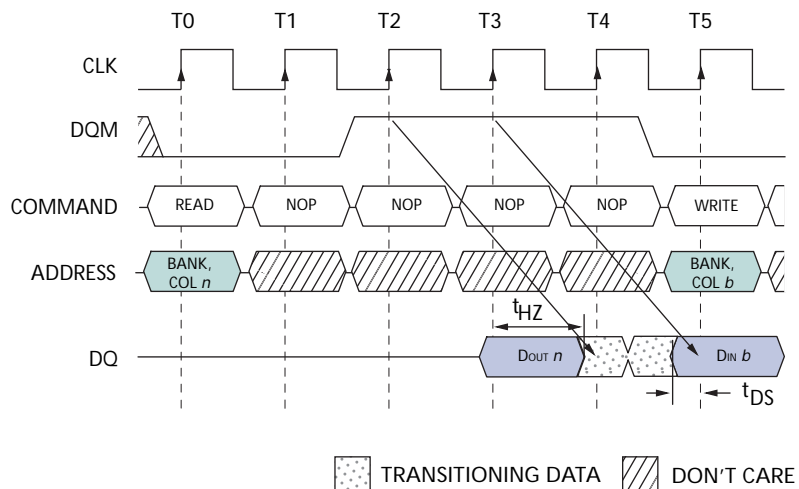 T0 T1 T2 T3 T4 T5
CLK
DQM
COMMAND READ NOP NOP NOP NOP WRITE
ADDRESS BANK, COL n BANK, COL b
tHZ
DQ DOUT n DIN b
tDS
TRANSITIONING DATA DON'T CARE